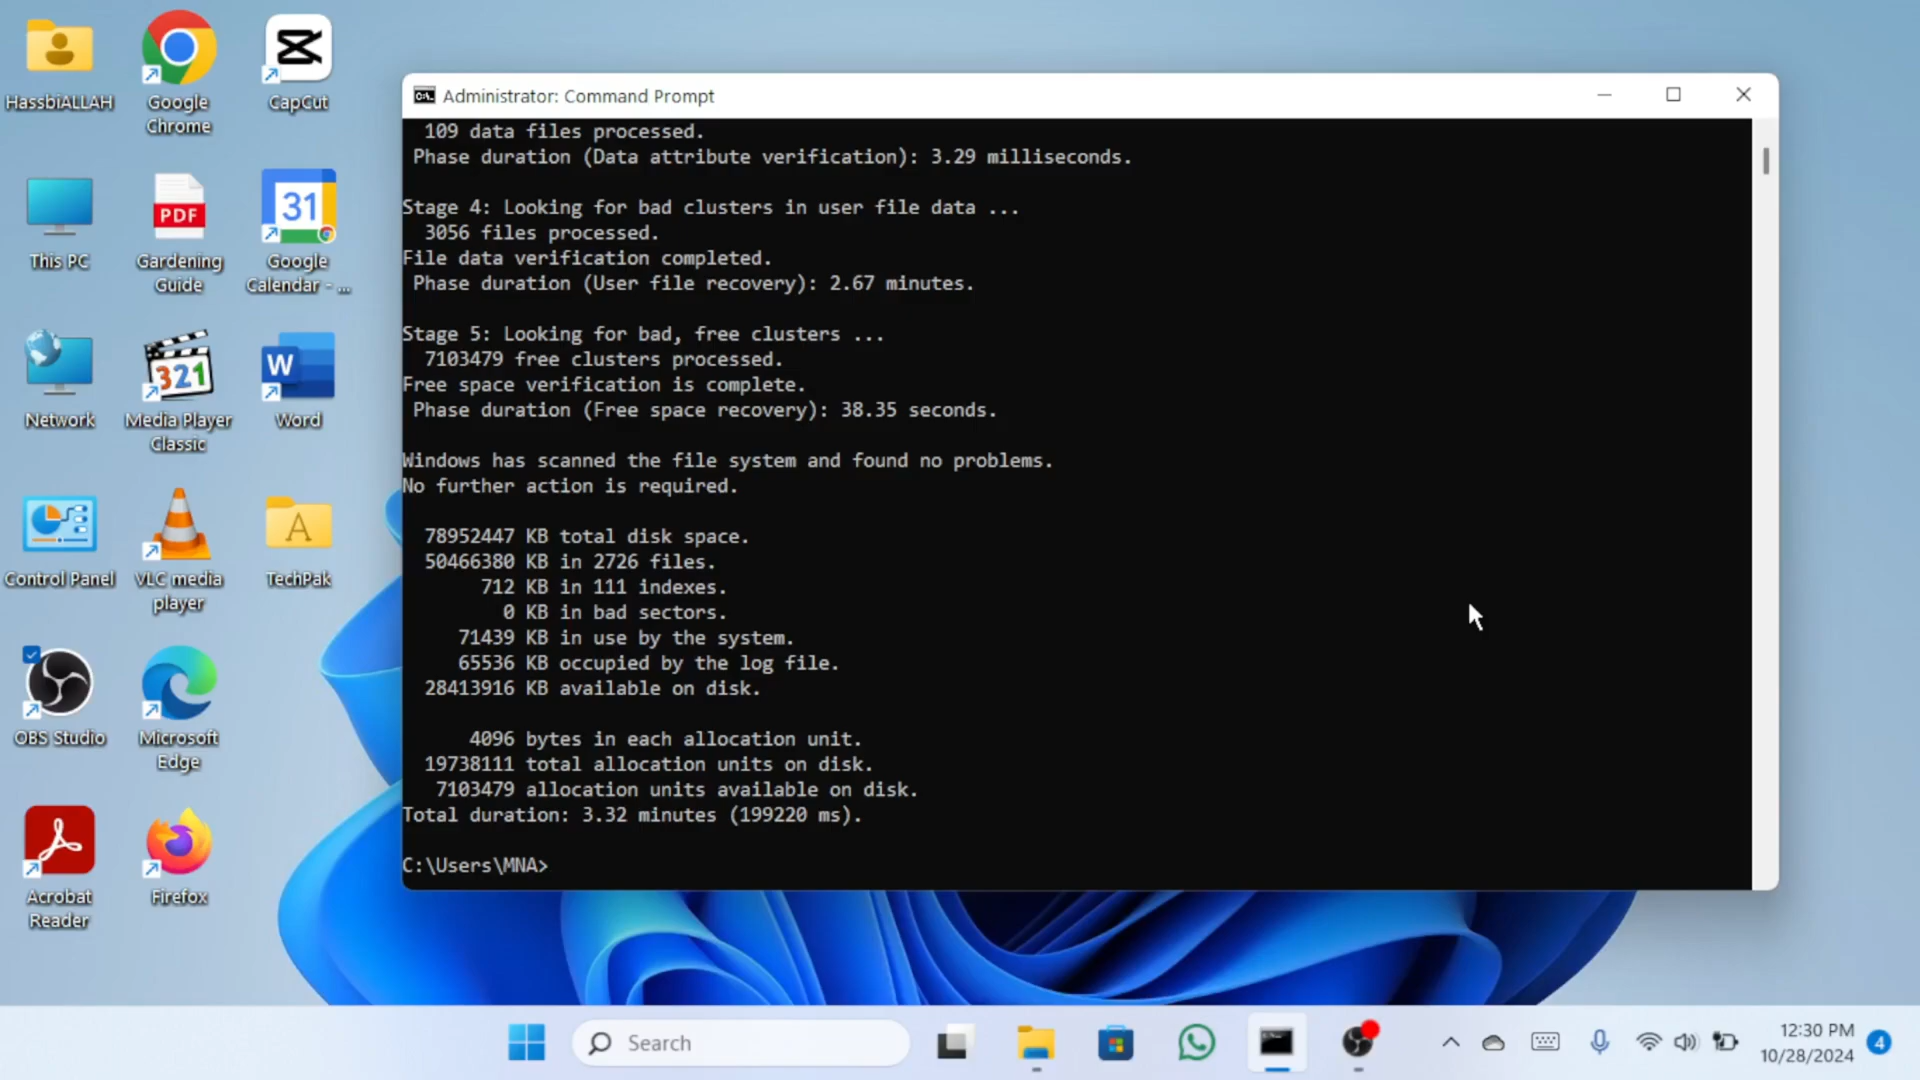 HassbiALLAH
Google
Chrome
CapCut
This PC
PDF
Gardening
Guide
31
Google
Calendar - ...
Network
321
Media Player
Classic
W
Word
Control Panel
VLC media
player
A
TechPak
OBS Studio
Microsoft
Edge
Acrobat
Reader
Firefox
C:\.
Administrator: Command Prompt
109 data files processed.
Phase duration (Data attribute verification): 3.29 milliseconds.
Stage 4: Looking for bad clusters in user file data ...
3056 files processed.
File data verification completed.
Phase duration (User file recovery): 2.67 minutes.
Stage 5: Looking for bad, free clusters ...
7103479 free clusters processed.
Free space verification is complete.
Phase duration (Free space recovery): 38.35 seconds.
Windows has scanned the file system and found no problems.
No further action is required.
78952447 KB total disk space.
50466380 KB in 2726 files.
712 KB in 111 indexes.
0 KB in bad sectors.
71439 KB in use by the system.
65536 KB occupied by the log file.
28413916 KB available on disk.
4096 bytes in each allocation unit.
19738111 total allocation units on disk.
7103479 allocation units available on disk.
Total duration: 3.32 minutes (199220 ms).
C:\Users\MNA>
Search
12:30 PM
10/28/2024
4